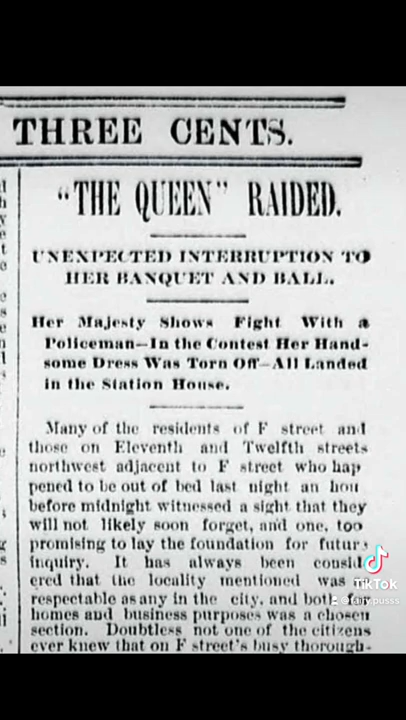 THREE CENTS.
"THE QUEEN" RAIDED.
UNEXPECTED INTERRUPTION TO
HER BANQUET AND BALL.
Her Majesty Shows Fight With a
Policeman—In the Contest Her Hand-
some Dress Was Torn Off—All Landed
in the Station House.
Many of the residents of F street and
those on Eleventh and Twelfth streets
northwest adjacent to F street who hap
pened to be out of bed last night an hou
before midnight witnessed a sight that they
will not likely soon forget, and one, too
promising to lay the foundation for futur
inquiry. It has always been consid
ered that the locality mentioned was
respectable as any in the city, and both for
homes and business purposes was a chosen
section. Doubtless not one of the citizens
ever knew that on F street's busy thorough-
TikTok